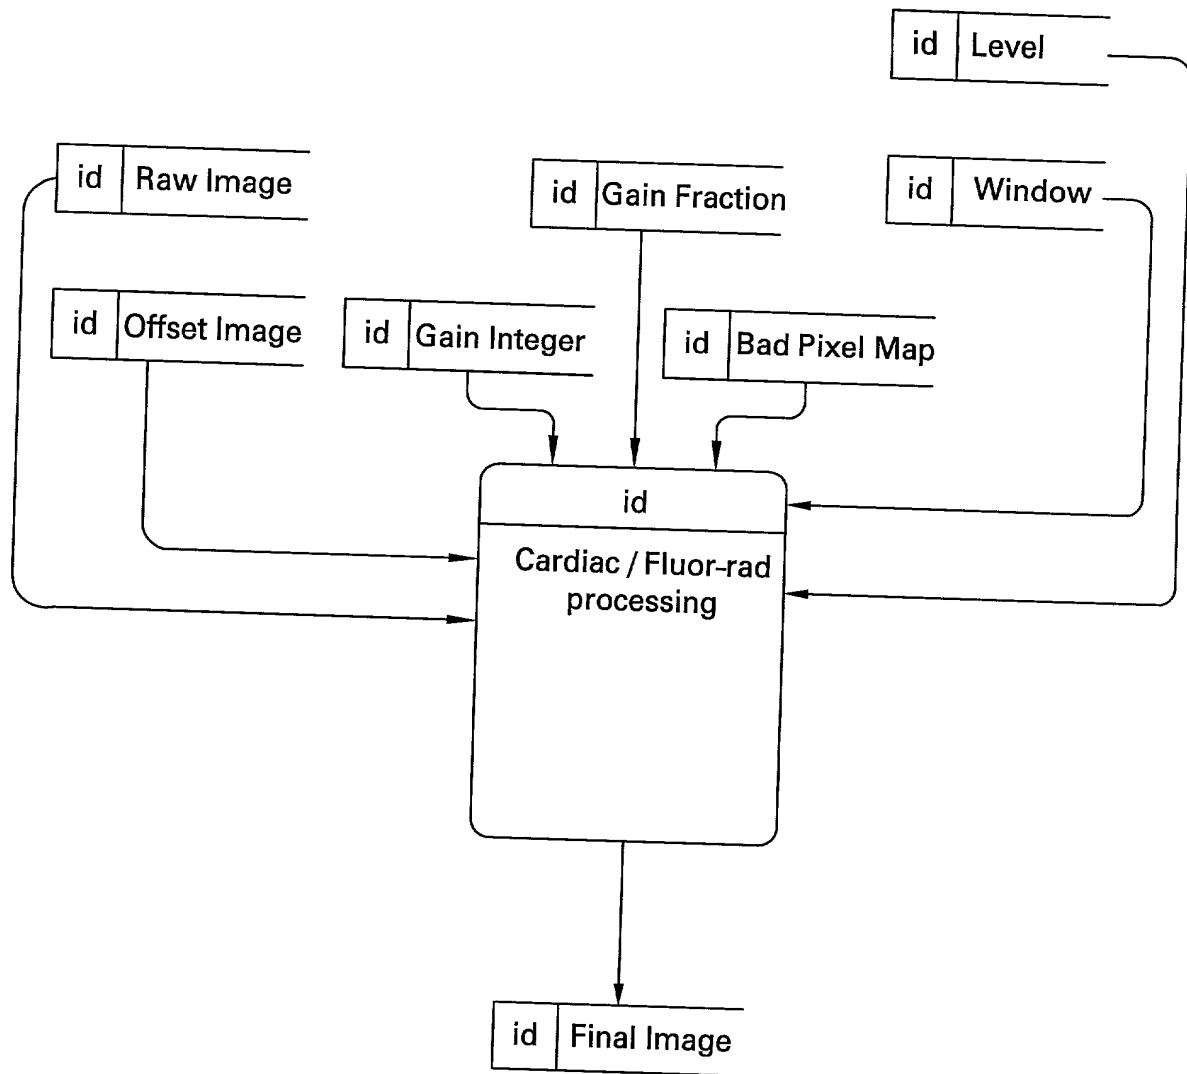 id Level
id Raw Image
id Gain Fraction
id Window
id Offset Image
id Gain Integer
id Bad Pixel Map
id
Cardiac / Fluor-rad
processing
id Final Image